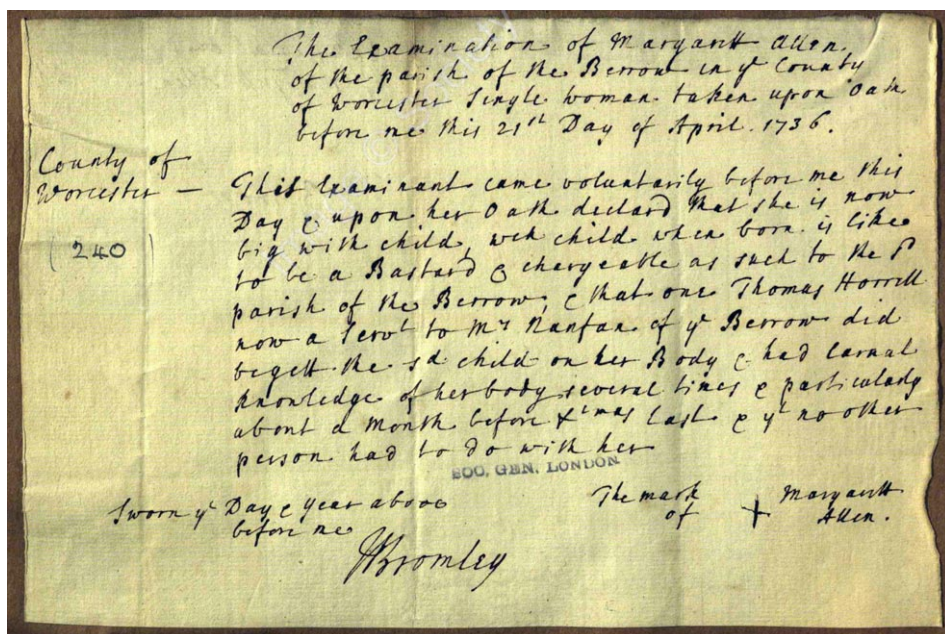 The Examination of Margarett Allen
of the parish of the Berrow in yᵉ County
of Worcester Single woman taken upon Oath
before me this 21ˢᵗ Day of April. 1736.
County of
Worcester —
(240)
This Examinant came voluntarily before me this
Day & upon her Oath declard that she is now
big with child, wch child when born is like
to be a Bastard & chargeable as such to the
parish of the Berrow, & that one Thomas Horrell
now a Servᵗ to Mʳ Nanfan of yᵉ Berrow did
begett the sd child on her Body & had Carnal
knowledge of her body several times & particularly
about a Month before Xᵗmas last & yᵗ no other
person had to do with her
SOC. GEN. LONDON
Sworn yᵉ Day & year above
before me
The mark
of + Margarett
Allen.
JBromley